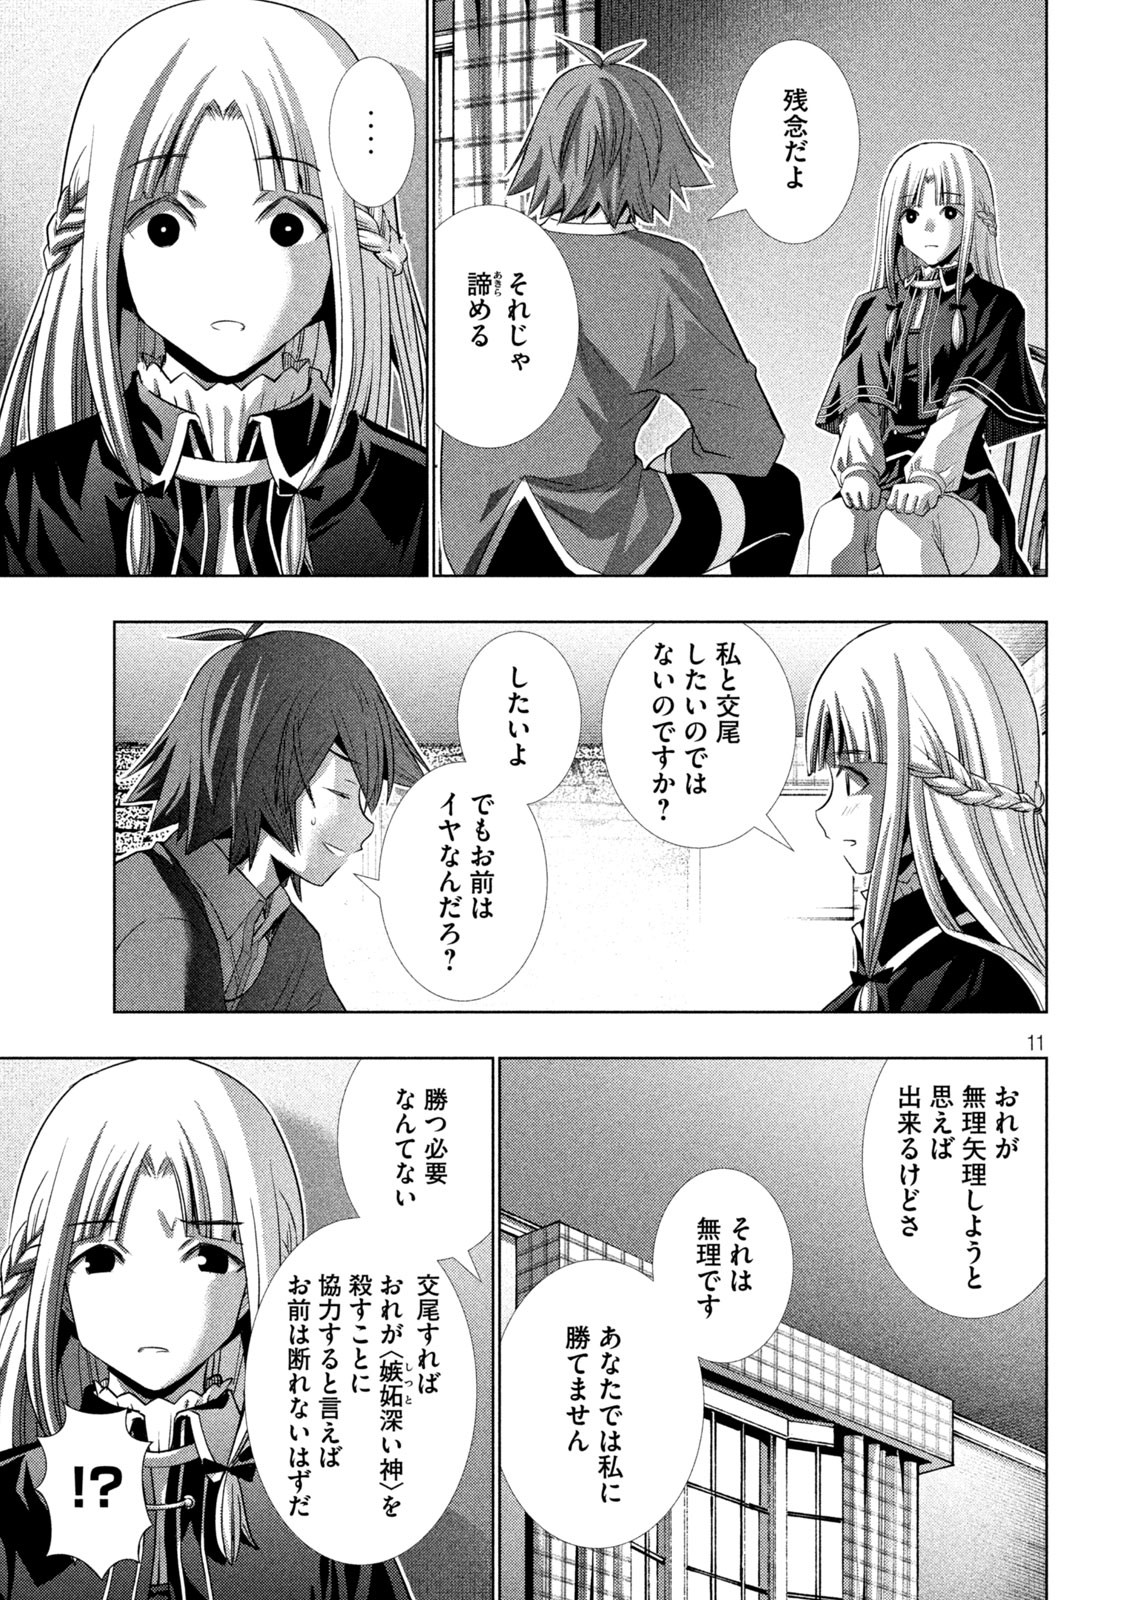 残念だよ
それじゃ
諦める
あきら
・・・・
私と交尾
したいのでは
ないのですか?
したいよ
でもお前は
イヤなんだろ?
11
おれが
無理矢理しようと
思えば
出来るけどさ
それは
無理です
あなたでは私に
勝てません
勝つ必要
なんてない
交尾すれば
おれが〈嫉妬深い神〉を
しっと
殺すことに
協力すると言えば
お前は断れないはずだ
!?